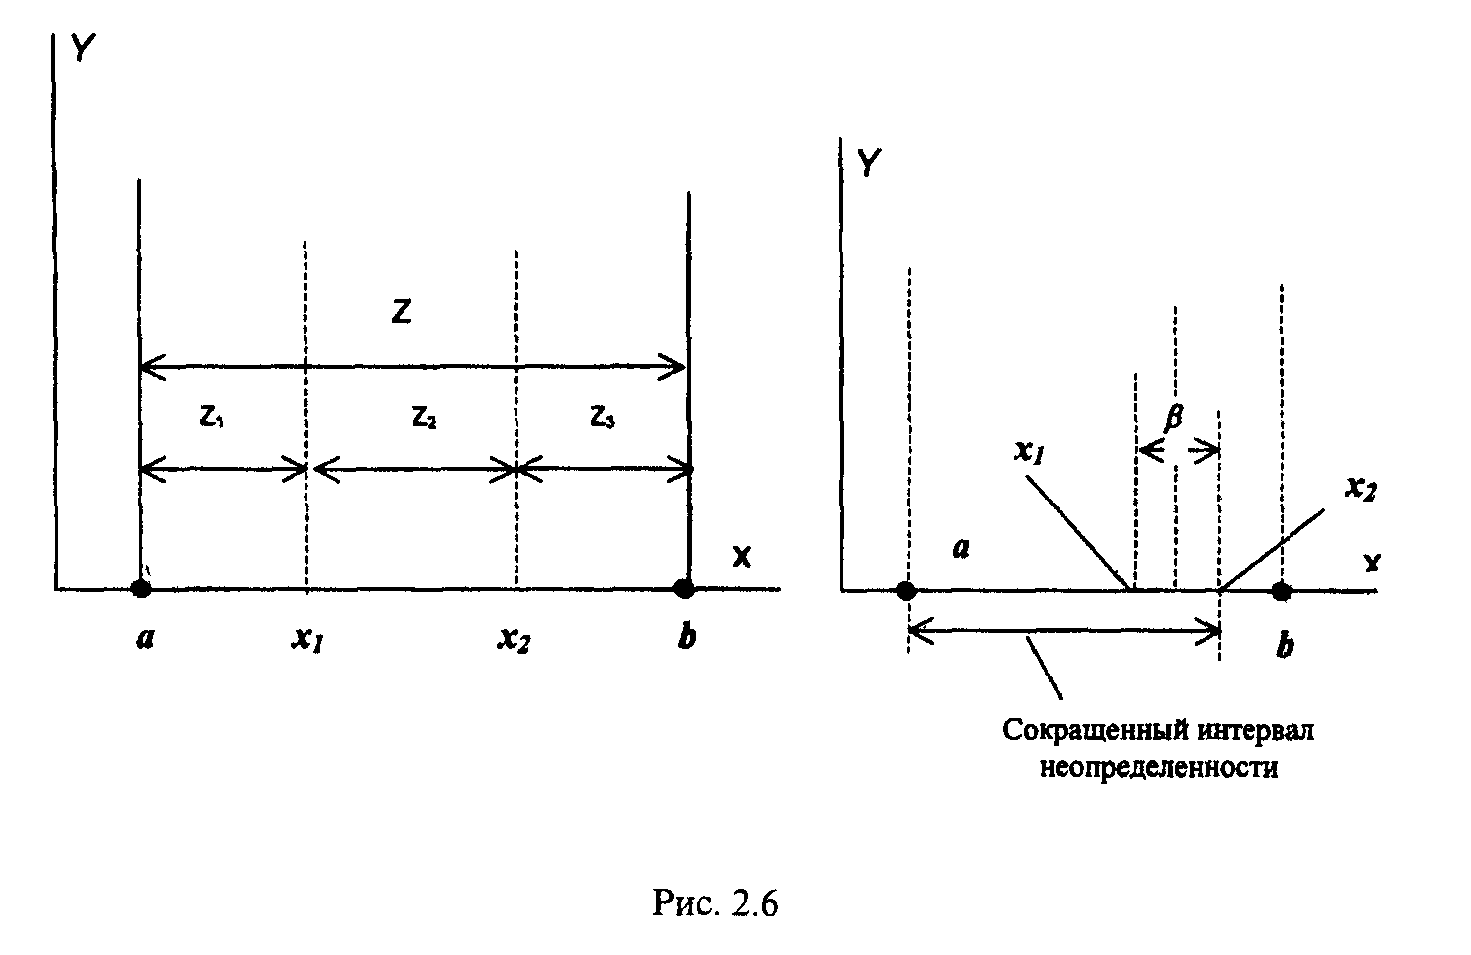 Y
Z
Z₁ Z₂ Z₃
X
a x₁ x₂ b
Y
β
x₁
x₂
a
X
b
Сокращенный интервал
неопределенности
Рис. 2.6